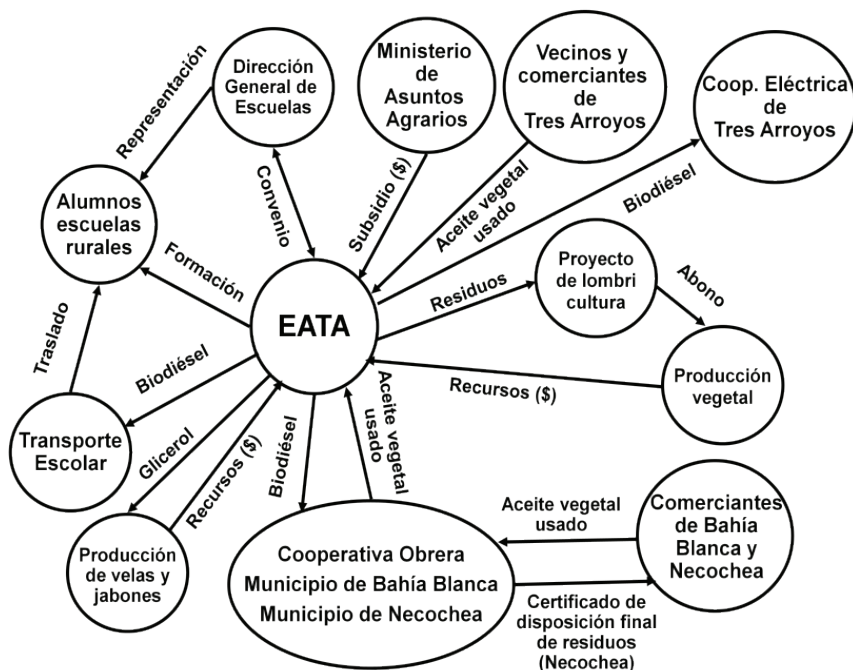 Representación
Dirección
General de
Escuelas
Ministerio
de
Asuntos
Agrarios
Vecinos y
comerciantes
de
Tres Arroyos
Coop. Eléctrica
de
Tres Arroyos
Alumnos
escuelas
rurales
Convenio
Subsidio ($)
Aceite vegetal
usado
Biodiésel
Formación
EATA
Residuos
Proyecto
de lombri
cultura
Abono
Traslado
Biodiésel
Recursos ($)
Producción
vegetal
Transporte
Escolar
Glicerol
Recursos ($)
Biodiésel
Aceite vegetal
usado
Producción
de velas y
jabones
Cooperativa Obrera
Municipio de Bahía Blanca
Municipio de Necochea
Aceite vegetal
usado
Comerciantes
de Bahía
Blanca y
Necochea
Certificado de
disposición final
de residuos
(Necochea)